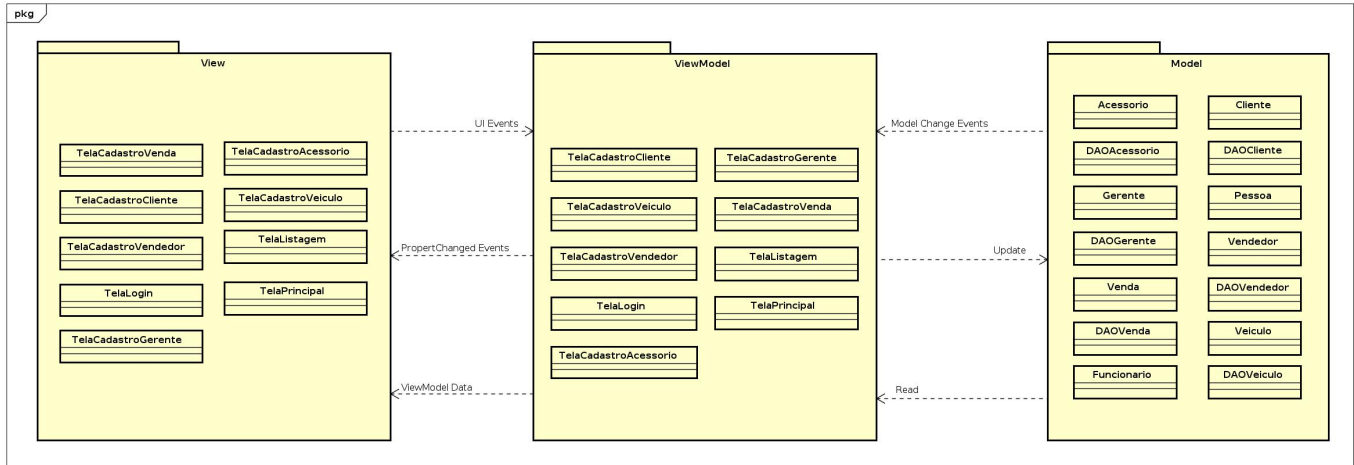 pkg
View
TelaCadastroVenda
TelaCadastroAcessorio
TelaCadastroCliente
TelaCadastroVeiculo
TelaCadastroVendedor
TelaListagem
TelaLogin
TelaPrincipal
TelaCadastroGerente
UI Events
PropertChanged Events
ViewModel Data
ViewModel
TelaCadastroCliente
TelaCadastroGerente
TelaCadastroVeiculo
TelaCadastroVenda
TelaCadastroVendedor
TelaListagem
TelaLogin
TelaPrincipal
TelaCadastroAcessorio
Model Change Events
Update
Read
Model
Acessorio
Cliente
DAOAcessorio
DAOCliente
Gerente
Pessoa
DAOGerente
Vendedor
Venda
DAOVendedor
DAOVenda
Veiculo
Funcionario
DAOVeiculo